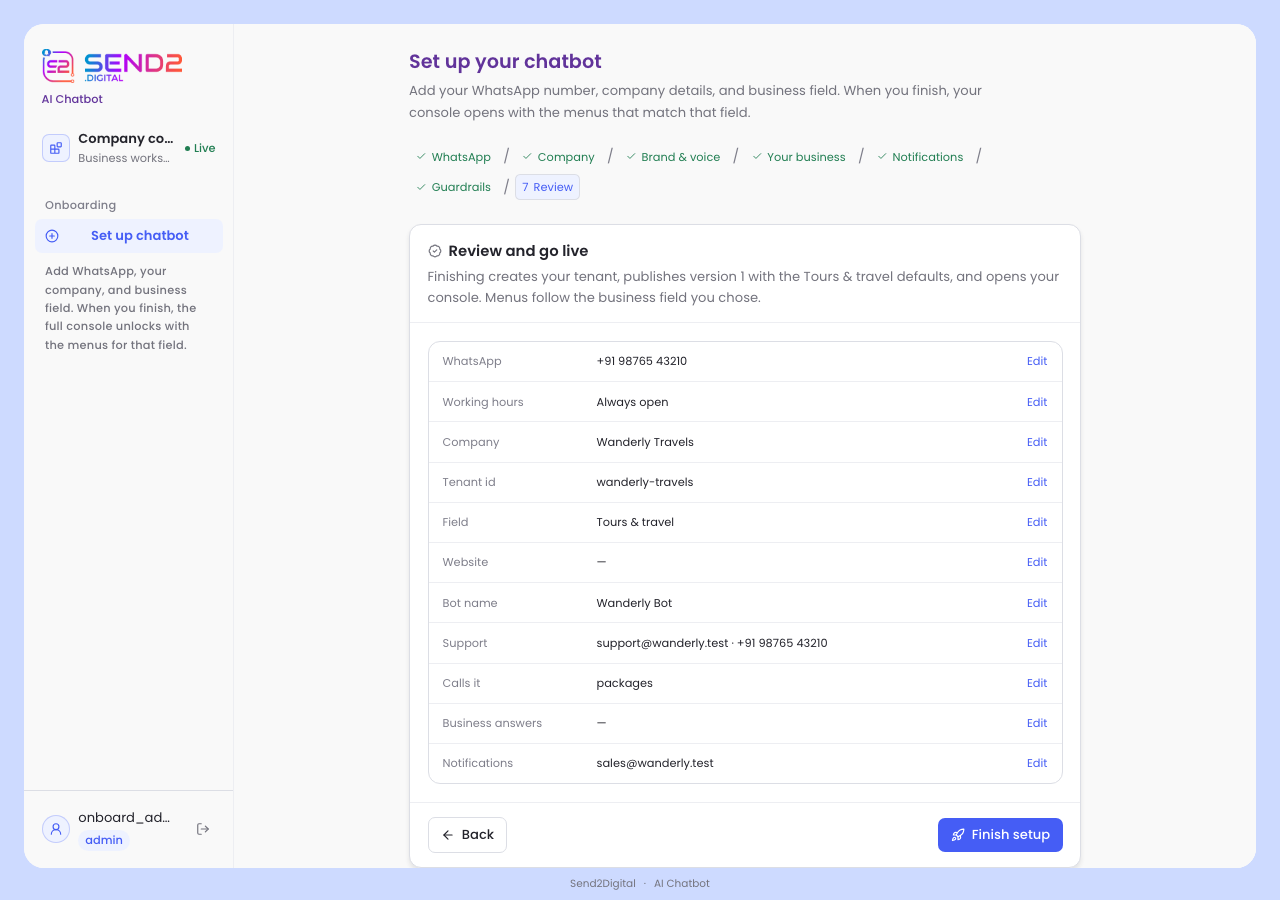 SEND2
.DIGITAL
AI Chatbot
Company co...
Business works...
Live
Onboarding
Set up chatbot
Add WhatsApp, your
company, and business
field. When you finish, the
full console unlocks with
the menus for that field.
onboard_ad...
admin
Set up your chatbot
Add your WhatsApp number, company details, and business field. When you finish, your
console opens with the menus that match that field.
WhatsApp / Company / Brand & voice / Your business / Notifications /
Guardrails / 7 Review
Review and go live
Finishing creates your tenant, publishes version 1 with the Tours & travel defaults, and opens your
console. Menus follow the business field you chose.
WhatsApp +91 98765 43210 Edit
Working hours Always open Edit
Company Wanderly Travels Edit
Tenant id wanderly-travels Edit
Field Tours & travel Edit
Website — Edit
Bot name Wanderly Bot Edit
Support support@wanderly.test · +91 98765 43210 Edit
Calls it packages Edit
Business answers — Edit
Notifications sales@wanderly.test Edit
Back Finish setup
Send2Digital · AI Chatbot